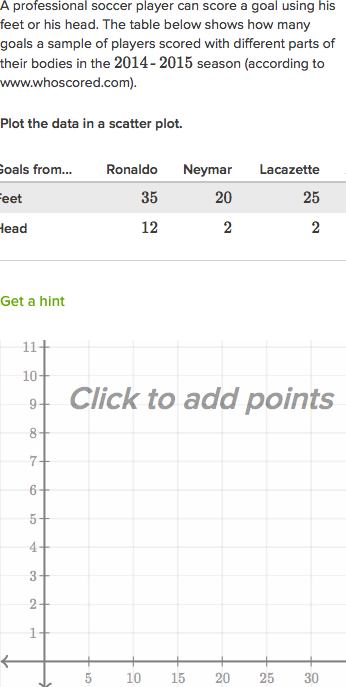 A professional soccer player can score a goal using his
feet or his head. The table below shows how many
goals a sample of players scored with different parts of
their bodies in the 2014-2015 season (according to
www.whoscored.com).
Plot the data in a scatter plot.
Goals from... Ronaldo Neymar Lacazette
Feet 35 20 25
Head 12 2 2
Get a hint
11
10
Click to add points
9
8
7
6
5
4
3
2
1
5 10 15 20 25 30